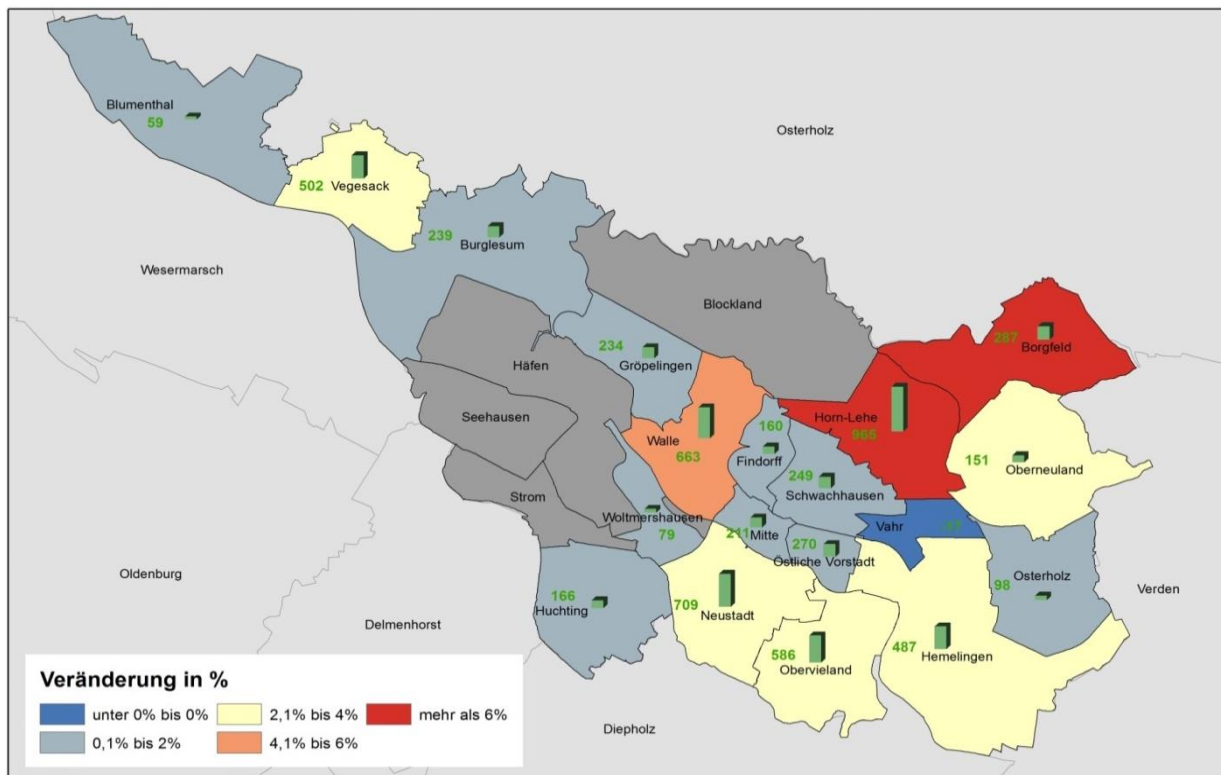 Blumenthal
59
Osterholz
502
Vegesack
239
Burglesum
Wesermarsch
Blockland
287
Borgfeld
234
Gröpelingen
Häfen
Seehausen
Horn-Lehe
965
Walle
663
160
Findorff
151
Oberneuland
249
Schwachhausen
Strom
Woltmershausen
79
211
Mitte
Vahr
270
Östliche Vorstadt
Oldenburg
166
Huchting
98
Osterholz
Verden
709
Neustadt
Delmenhorst
586
Obervieland
487
Hemelingen
Diepholz
Veränderung in %
unter 0% bis 0%
2,1% bis 4%
mehr als 6%
0,1% bis 2%
4,1% bis 6%